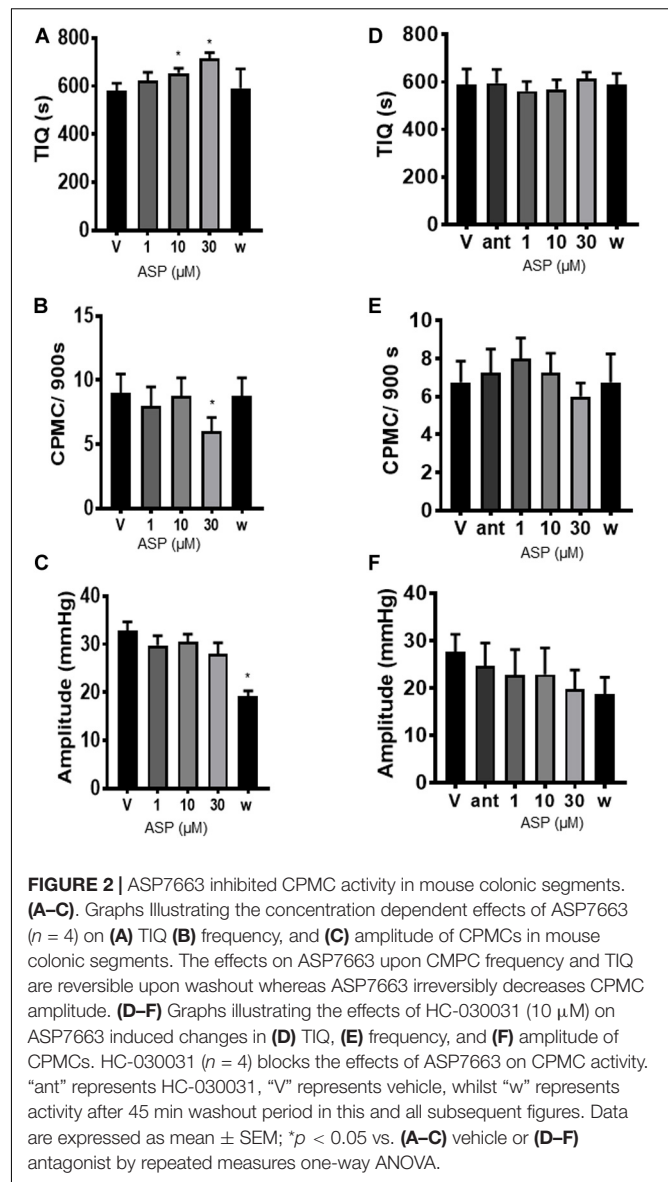 A
TIQ (s)
800
600
400
200
0
*
*
V 1 10 30 w
ASP (µM)
D
TIQ (s)
800
600
400
200
0
V ant 1 10 30 w
ASP (µM)
B
CPMC/ 900s
15
10
5
0
*
V 1 10 30 w
ASP (µM)
E
CPMC/ 900 s
10
8
6
4
2
0
V ant 1 10 30 w
ASP (µM)
C
Amplitude (mmHg)
40
30
20
10
0
*
V 1 10 30 w
ASP (µM)
F
Amplitude (mmHg)
40
30
20
10
0
V ant 1 10 30 w
ASP (µM)
FIGURE 2 | ASP7663 inhibited CPMC activity in mouse colonic segments.
(A–C). Graphs Illustrating the concentration dependent effects of ASP7663
(n = 4) on (A) TIQ (B) frequency, and (C) amplitude of CPMCs in mouse
colonic segments. The effects on ASP7663 upon CMPC frequency and TIQ
are reversible upon washout whereas ASP7663 irreversibly decreases CPMC
amplitude. (D–F) Graphs illustrating the effects of HC-030031 (10 µM) on
ASP7663 induced changes in (D) TIQ, (E) frequency, and (F) amplitude of
CPMCs. HC-030031 (n = 4) blocks the effects of ASP7663 on CPMC activity.
“ant” represents HC-030031, “V” represents vehicle, whilst “w” represents
activity after 45 min washout period in this and all subsequent figures. Data
are expressed as mean ± SEM; *p < 0.05 vs. (A–C) vehicle or (D–F)
antagonist by repeated measures one-way ANOVA.